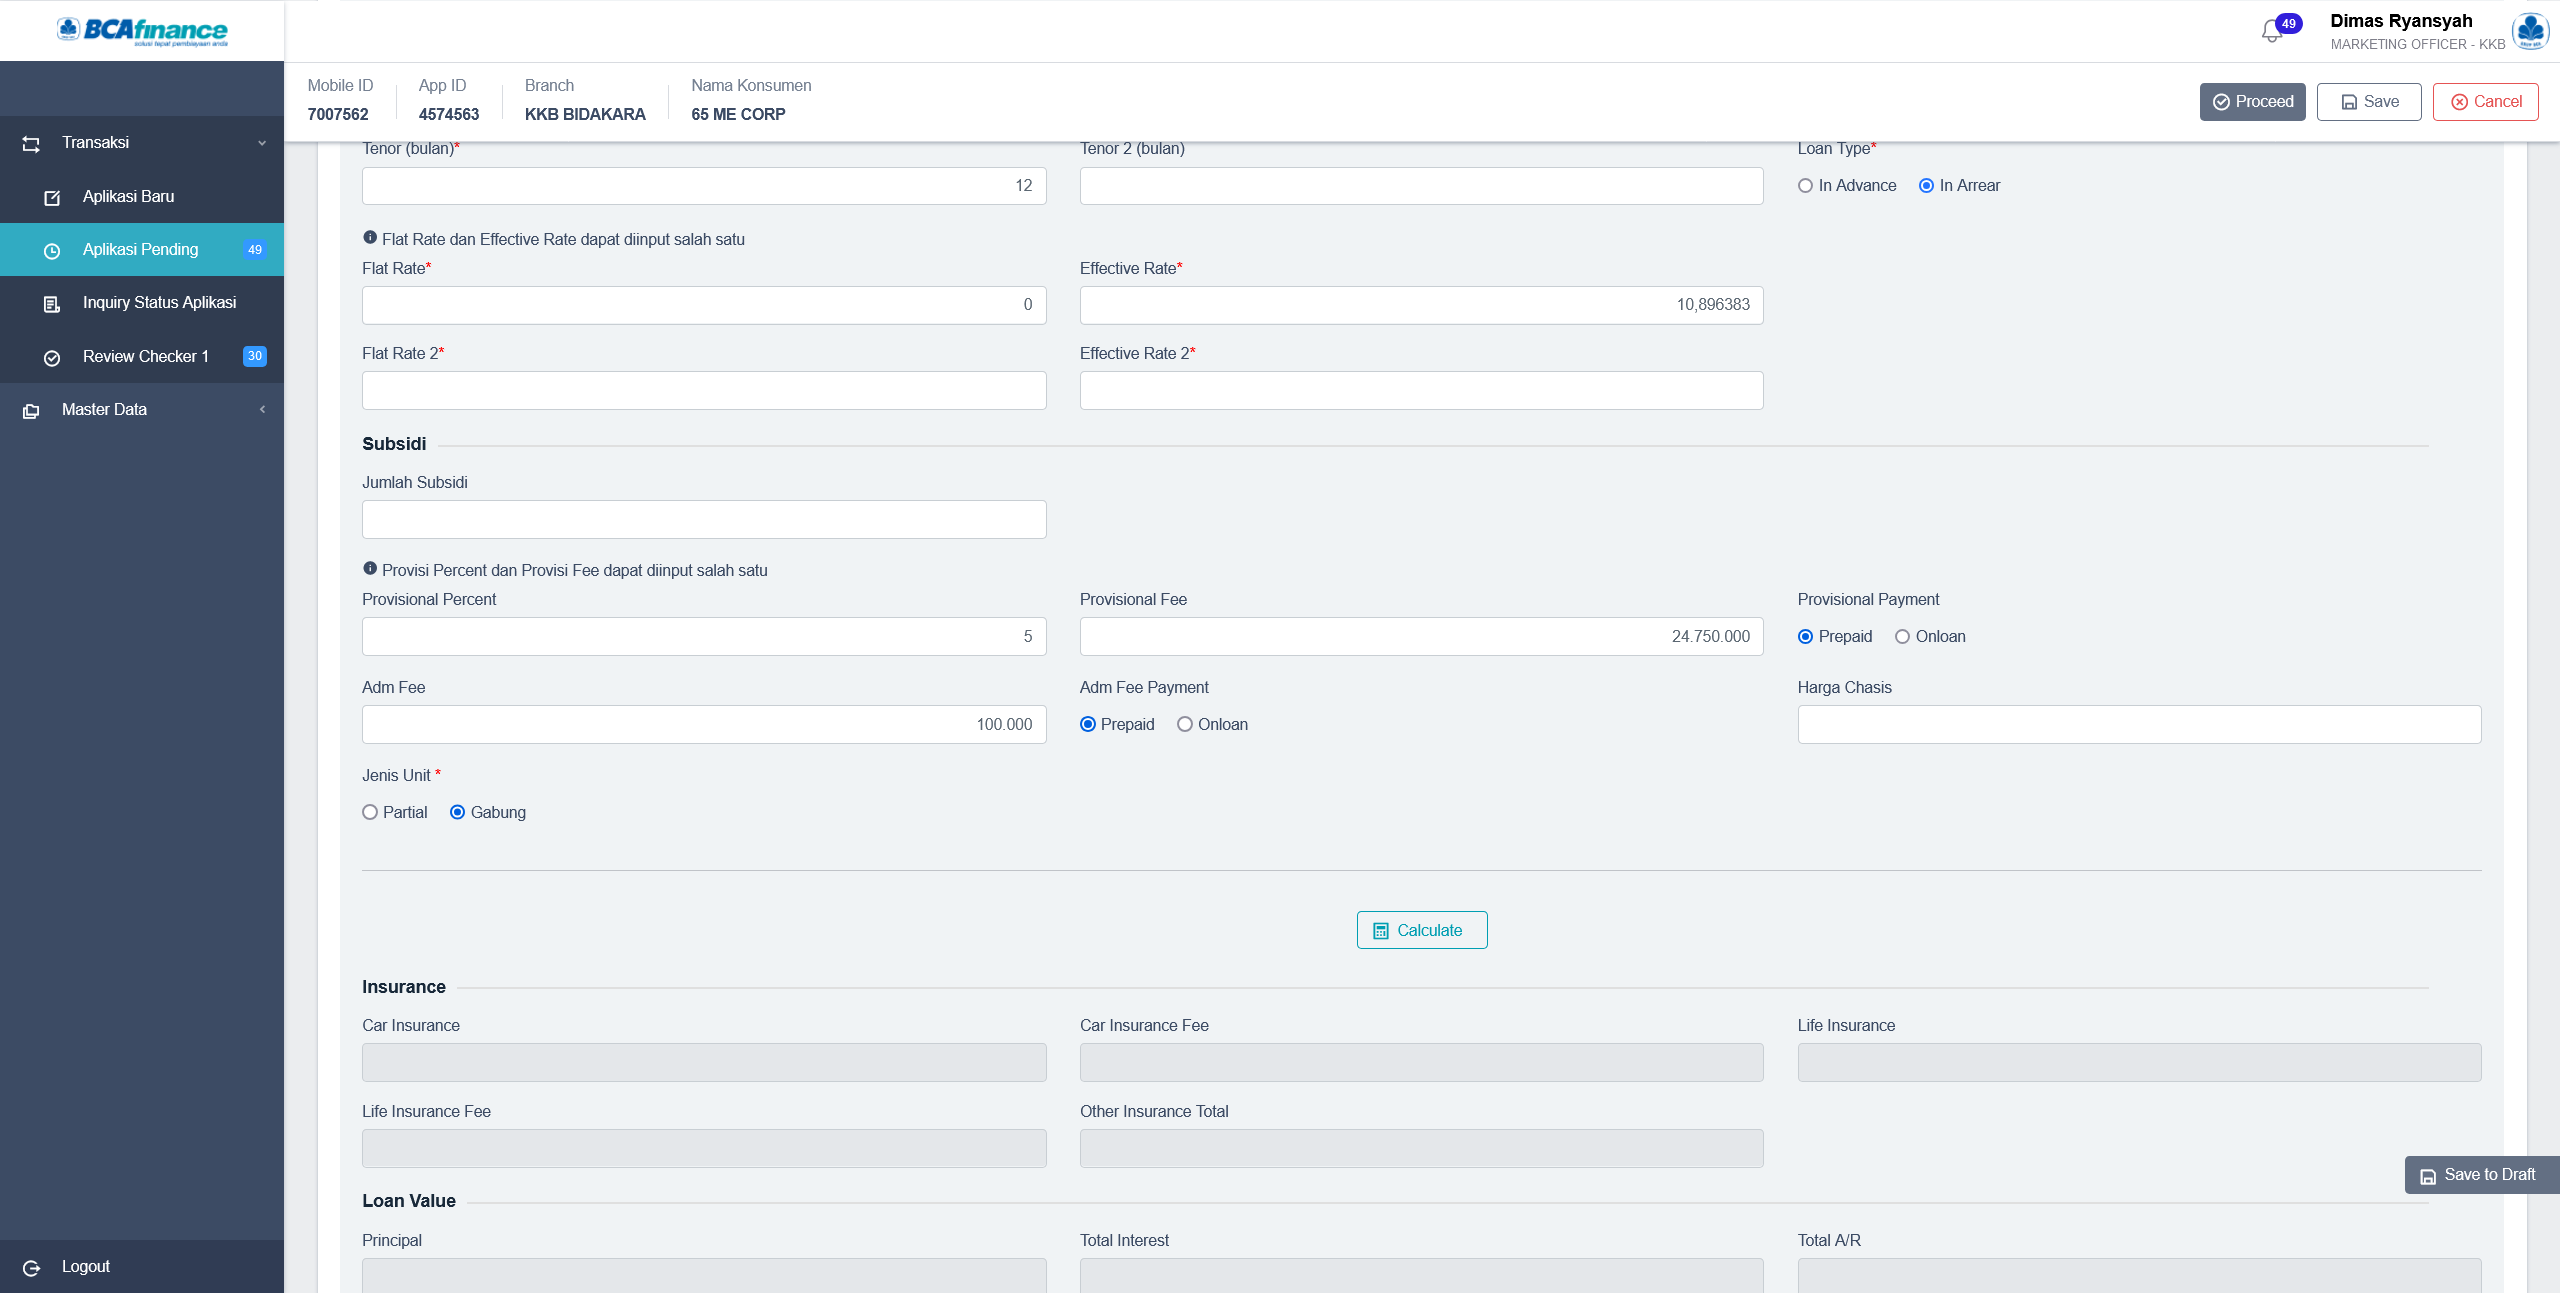 BCAfinance
solusi tepat pembiayaan anda
49
Dimas Ryansyah
MARKETING OFFICER - KKB
Mobile ID
7007562
App ID
4574563
Branch
KKB BIDAKARA
Nama Konsumen
65 ME CORP
Proceed
Save
Cancel
Transaksi
Aplikasi Baru
Aplikasi Pending 49
Inquiry Status Aplikasi
Review Checker 1 30
Master Data
Logout
Tenor (bulan)*
12
Tenor 2 (bulan)
Loan Type*
In Advance In Arrear
Flat Rate dan Effective Rate dapat diinput salah satu
Flat Rate*
0
Effective Rate*
10,896383
Flat Rate 2*
Effective Rate 2*
Subsidi
Jumlah Subsidi
Provisi Percent dan Provisi Fee dapat diinput salah satu
Provisional Percent
5
Provisional Fee
24.750.000
Provisional Payment
Prepaid Onloan
Adm Fee
100.000
Adm Fee Payment
Prepaid Onloan
Harga Chasis
Jenis Unit *
Partial Gabung
Calculate
Insurance
Car Insurance
Car Insurance Fee
Life Insurance
Life Insurance Fee
Other Insurance Total
Save to Draft
Loan Value
Principal
Total Interest
Total A/R